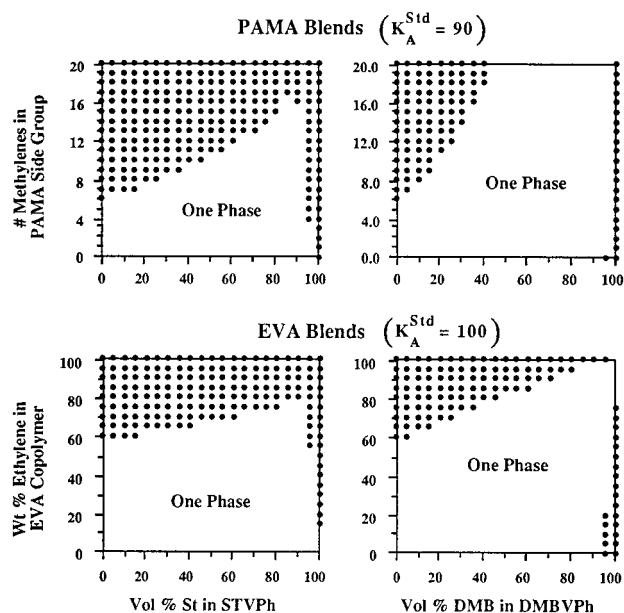 PAMA Blends (K_A^Std = 90)
20
16
12
8
4
0
0 20 40 60 80 100
# Methylenes in
PAMA Side Group
One Phase
20.0
16.0
12.0
8.0
4.0
0.0
0 20 40 60 80 100
One Phase
EVA Blends (K_A^Std = 100)
100
80
60
40
20
0
0 20 40 60 80 100
Wt % Ethylene in
EVA Copolymer
One Phase
Vol % St in STVPh
100
80
60
40
20
0
0 20 40 60 80 100
One Phase
Vol % DMB in DMBVPh